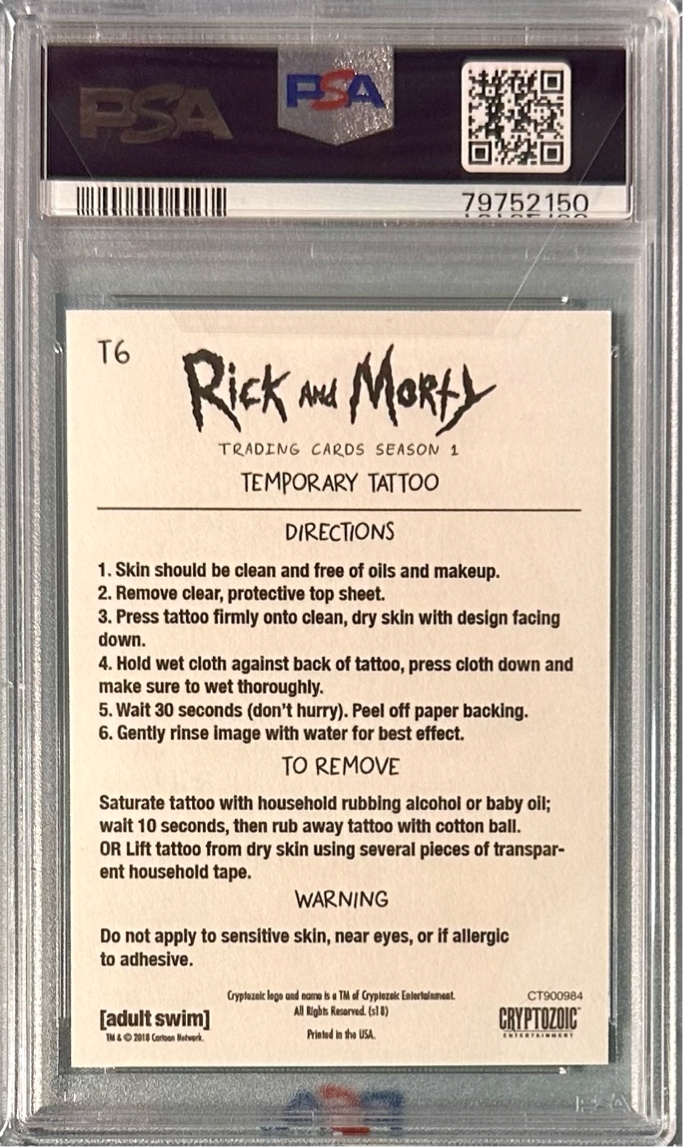 PSA
PSA
79752150
T6
Rick and Morty
TRADING CARDS SEASON 1
TEMPORARY TATTOO
DIRECTIONS
1. Skin should be clean and free of oils and makeup.
2. Remove clear, protective top sheet.
3. Press tattoo firmly onto clean, dry skin with design facing
down.
4. Hold wet cloth against back of tattoo, press cloth down and
make sure to wet thoroughly.
5. Wait 30 seconds (don't hurry). Peel off paper backing.
6. Gently rinse image with water for best effect.
TO REMOVE
Saturate tattoo with household rubbing alcohol or baby oil;
wait 10 seconds, then rub away tattoo with cotton ball.
OR Lift tattoo from dry skin using several pieces of transpar-
ent household tape.
WARNING
Do not apply to sensitive skin, near eyes, or if allergic
to adhesive.
Cryptozoic logo and name is a TM of Cryptozoic Entertainment.
All Rights Reserved. (s18)
Printed in the USA.
[adult swim]
TM & © 2018 Cartoon Network.
CT900984
CRYPTOZOIC
ENTERTAINMENT
PSA